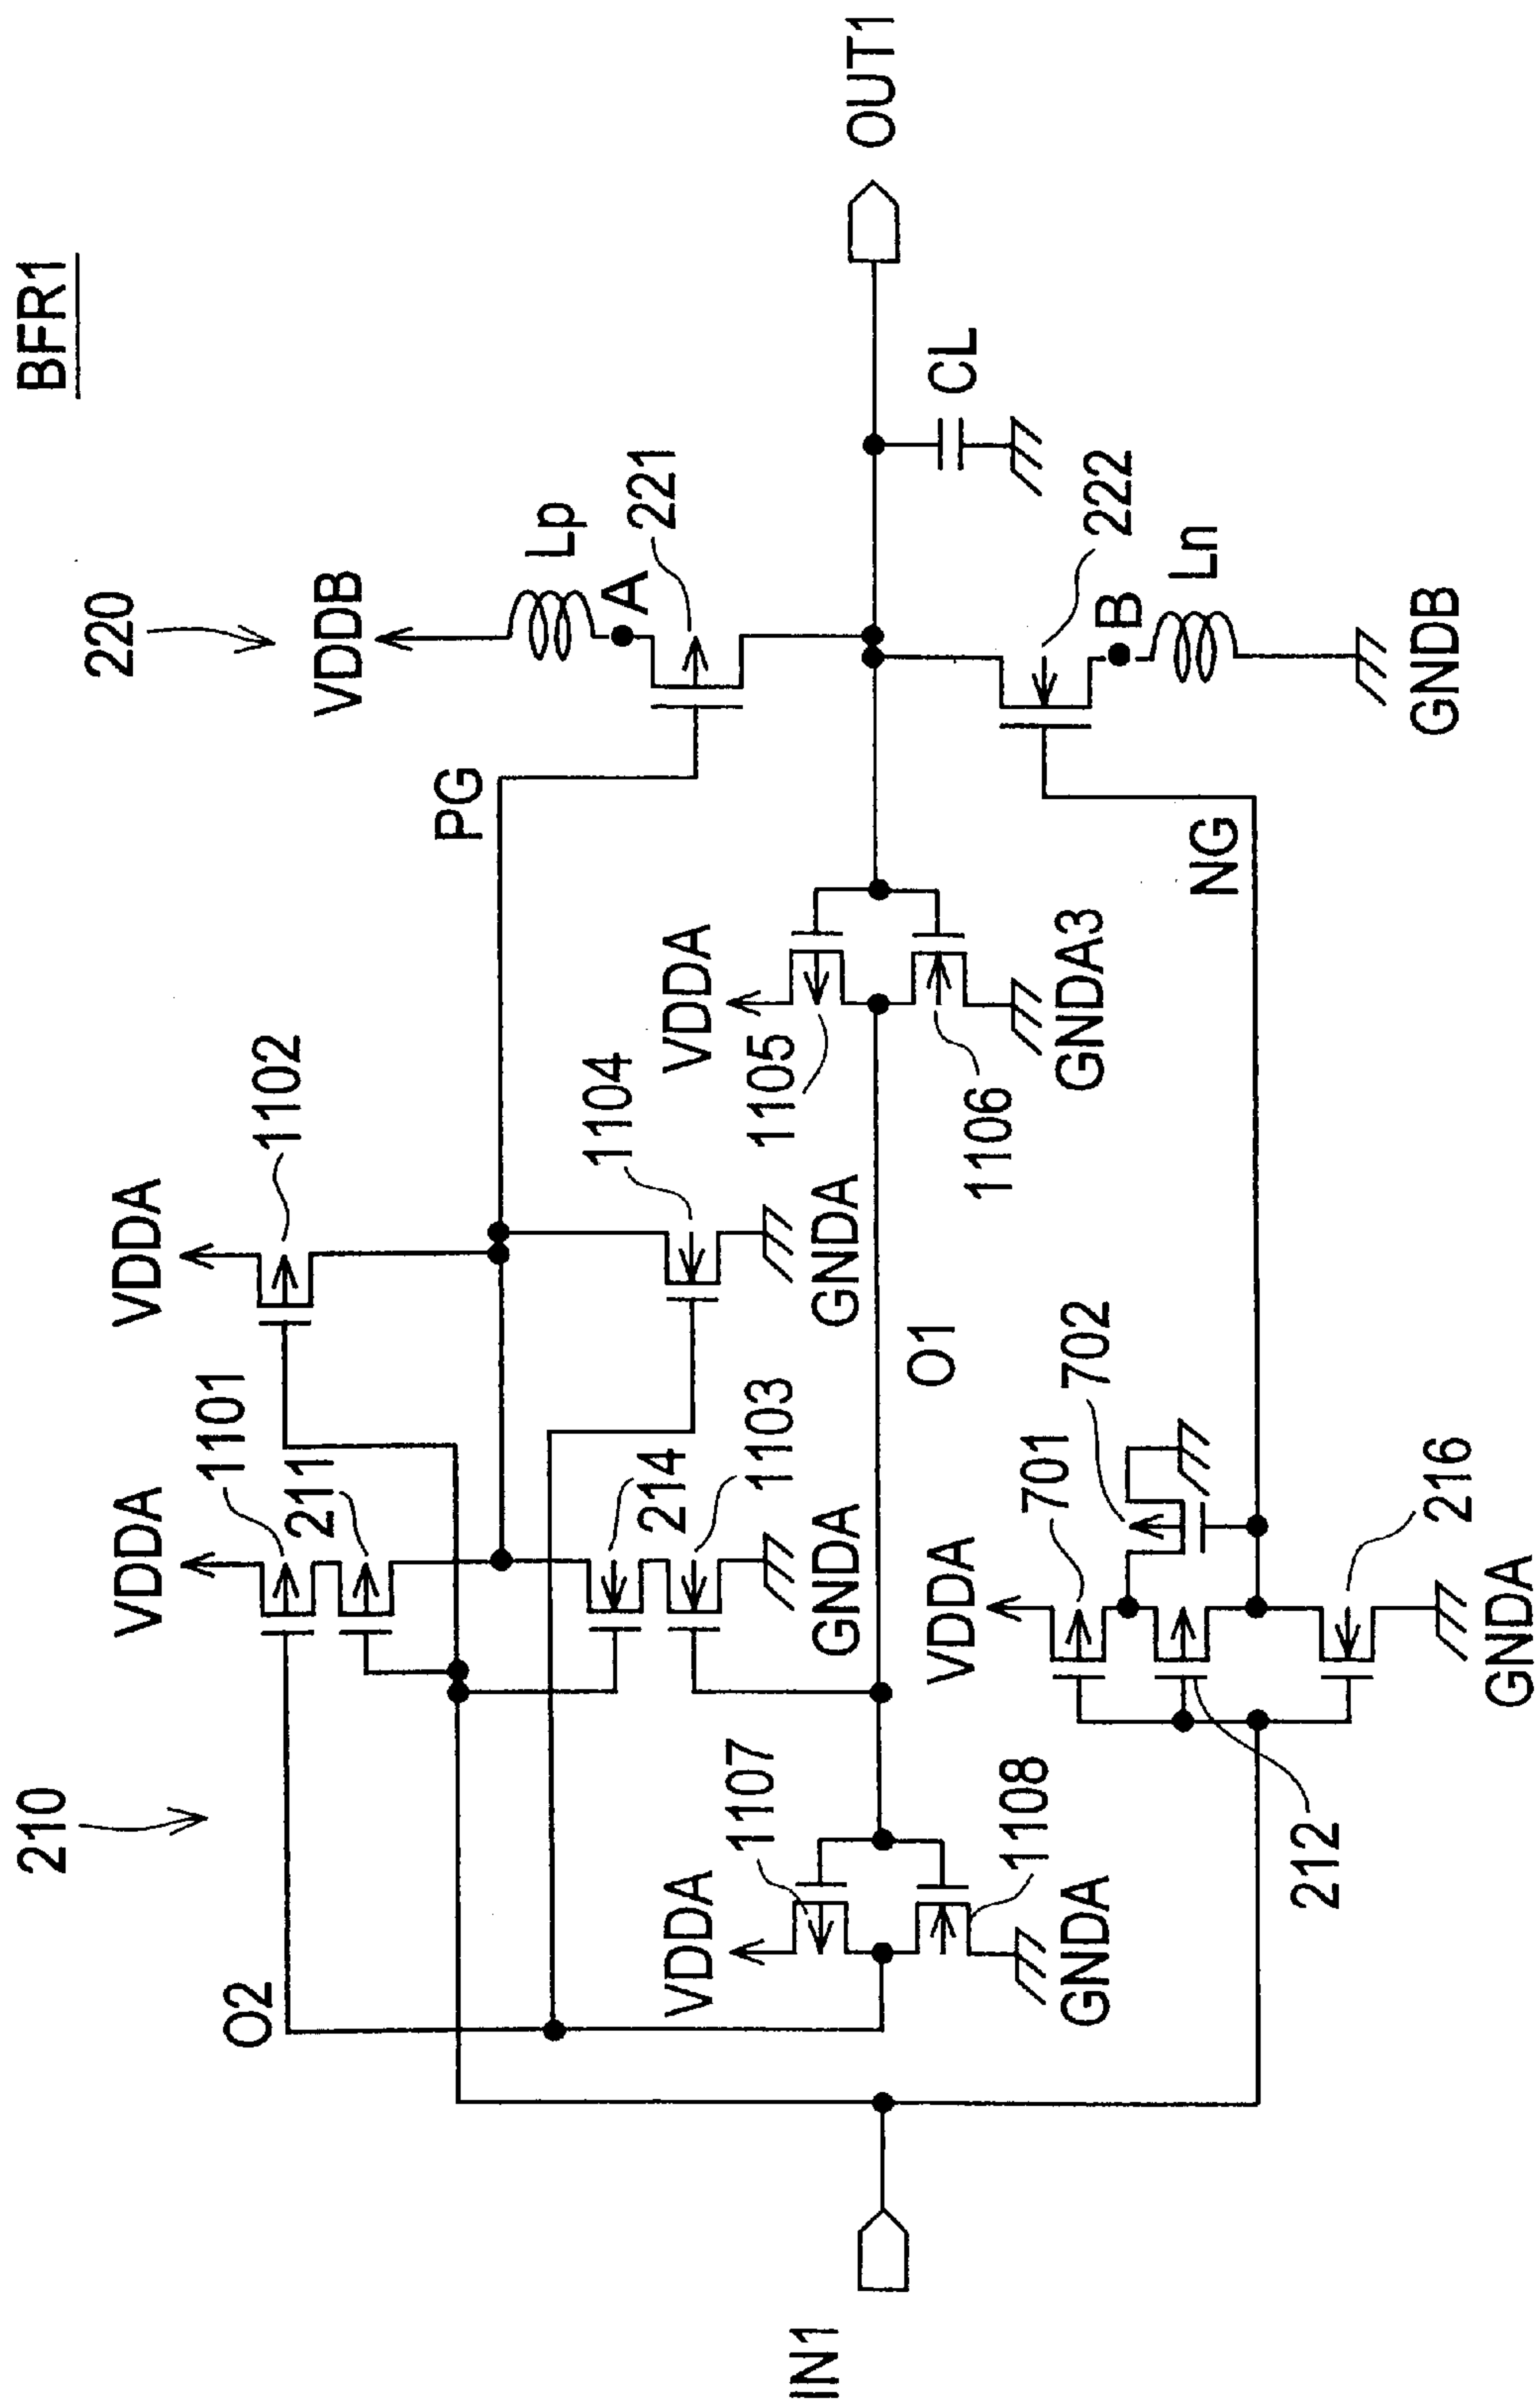 BFR1
220
VDDB
Lp
A
221
OUT1
CL
222
B
Ln
GNDB
PG
NG
210
VDDA
1102
VDDA
1101
211
1104
GNDA
214
1103
GNDA
VDDA
1105
1106
GNDA3
O1
O2
VDDA
1107
1108
GNDA
VDDA
701
702
212
216
GNDA
IN1